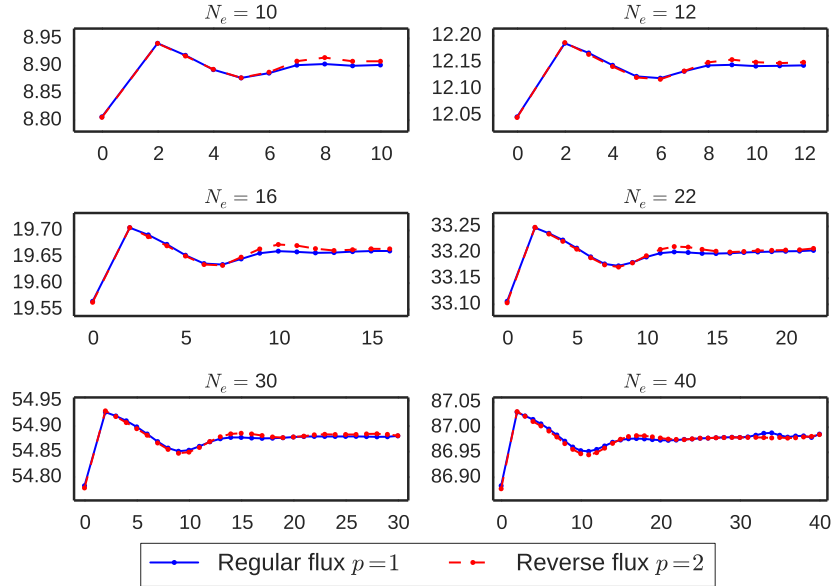 N_e = 10
8.95
8.90
8.85
8.80
0 2 4 6 8 10
N_e = 12
12.20
12.15
12.10
12.05
0 2 4 6 8 10 12
N_e = 16
19.70
19.65
19.60
19.55
0 5 10 15
N_e = 22
33.25
33.20
33.15
33.10
0 5 10 15 20
N_e = 30
54.95
54.90
54.85
54.80
0 5 10 15 20 25 30
N_e = 40
87.05
87.00
86.95
86.90
0 10 20 30 40
Regular flux p=1
Reverse flux p=2